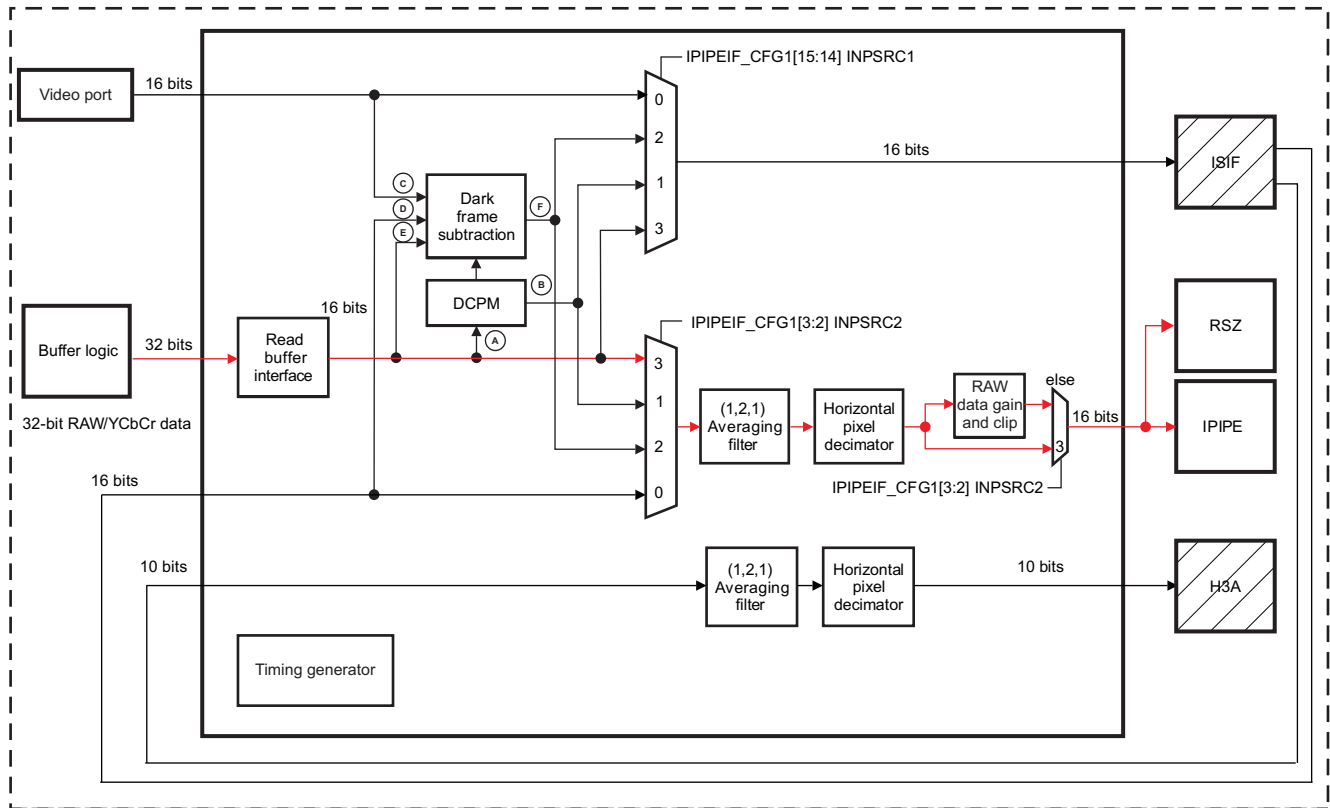 IPIPEIF_CFG1[15:14] INPSRC1
Video port
16 bits
0
2
1
3
16 bits
ISIF
C
D
E
Dark
frame
subtraction
F
DCPM
B
A
16 bits
Buffer logic
32 bits
Read
buffer
interface
32-bit RAW/YCbCr data
IPIPEIF_CFG1[3:2] INPSRC2
3
1
2
0
(1,2,1)
Averaging
filter
Horizontal
pixel
decimator
RAW
data gain
and clip
else
3
16 bits
IPIPEIF_CFG1[3:2] INPSRC2
RSZ
IPIPE
16 bits
10 bits
(1,2,1)
Averaging
filter
Horizontal
pixel
decimator
10 bits
H3A
Timing generator